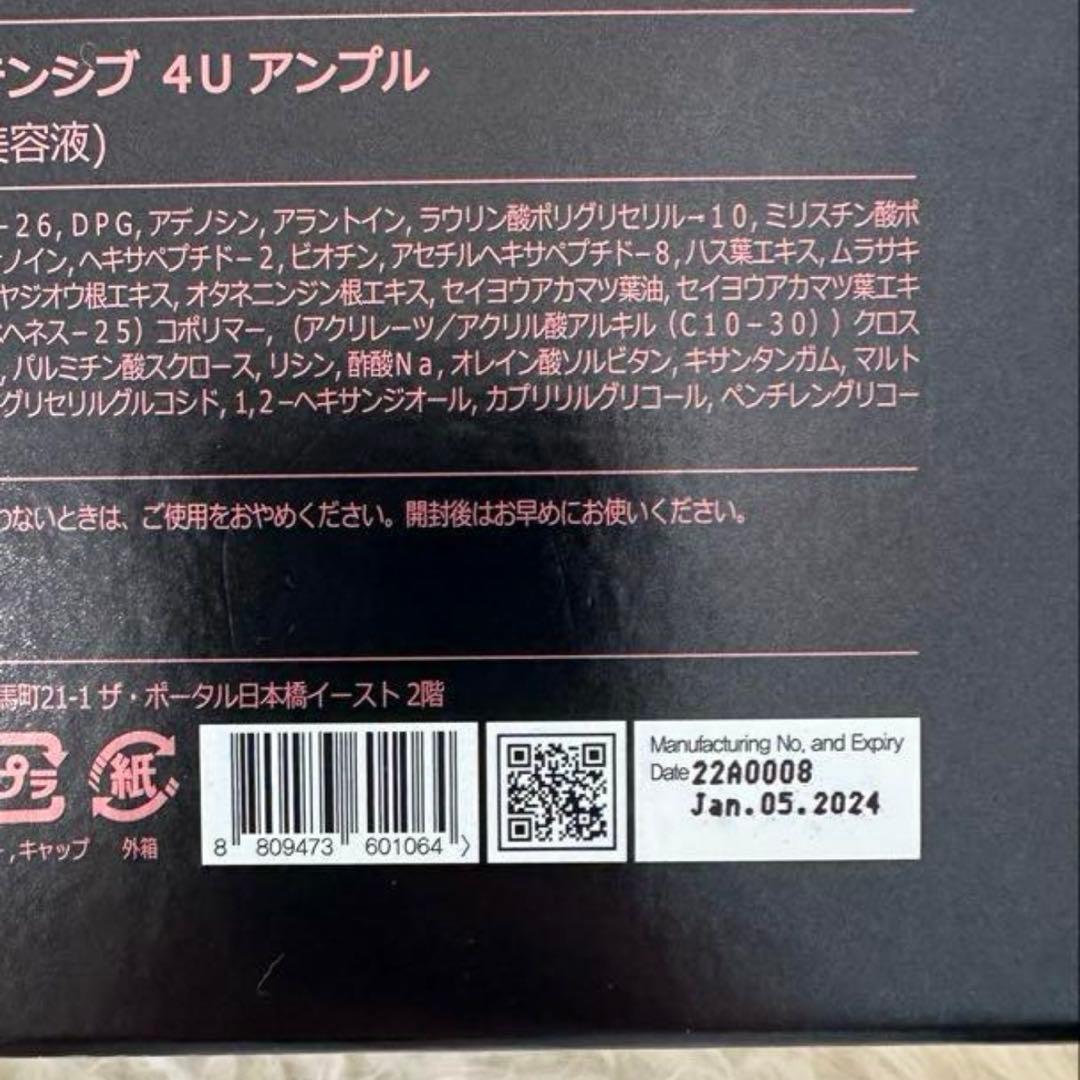 ンシブ 4U アンプル
美容液)
-26, DPG, アデノシン, アラントイン, ラウリン酸ポリグリセリル-10, ミリスチン酸ポ
ノイン, ヘキサペプチド-2, ビオチン, アセチルヘキサペプチド-8, ハス葉エキス, ムラサキ
ヤジオウ根エキス, オタネニンジン根エキス, セイヨウアカマツ葉油, セイヨウアカマツ葉エキ
ヘネス-25) コポリマー, (アクリレーツ/アクリル酸アルキル (C10-30)) クロス
, パルミチン酸スクロース, リシン, 酢酸Na, オレイン酸ソルビタン, キサンタンガム, マルト
グリセリルグルコシド, 1,2-ヘキサンジオール, カプリリルグリコール, ペンチレングリコー
わないときは、ご使用をおやめください。開封後はお早めにお使いください。
馬町21-1 ザ・ポータル日本橋イースト 2階
プラ
紙
, キャップ
外箱
8 809473 601064
Manufacturing No. and Expiry
Date 22A0008
Jan.05.2024